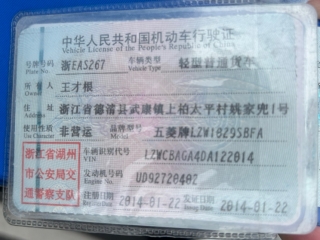 中华人民共和国机动车行驶证
Vehicle License of the People's Republic of China
号牌号码 浙EAS267 车辆类型 轻型普通货车
Plate No. Vehicle Type
所有人 王才根
住址 浙江省德清县武康镇上柏太平村姚家兜1号
使用性质 非营运 品牌型号 五菱牌LZW1029SBFA
浙江省湖州
市公安局交
通警察支队
车辆识别代号 LZWCBAGA4DA122014
VIN
发动机号码 UD92720402
Engine No.
注册日期 2014-01-22 发证日期 2014-01-22